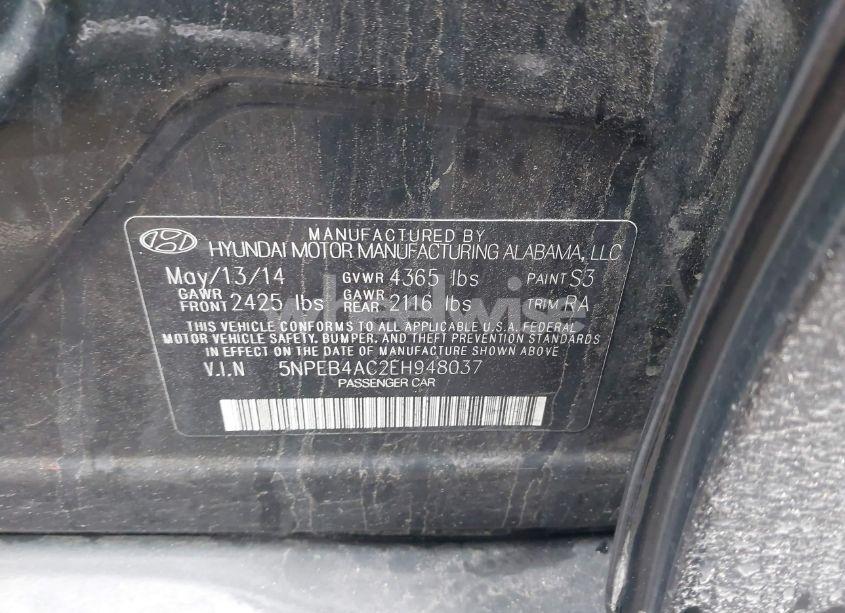 MANUFACTURED BY
HYUNDAI MOTOR MANUFACTURING ALABAMA, LLC
May/13/14 GVWR 4365 lbs PAINT S3
GAWR FRONT 2425 lbs GAWR REAR 2116 lbs TRIM RA
THIS VEHICLE CONFORMS TO ALL APPLICABLE U.S.A. FEDERAL
MOTOR VEHICLE SAFETY, BUMPER, AND THEFT PREVENTION STANDARDS
IN EFFECT ON THE DATE OF MANUFACTURE SHOWN ABOVE.
V.I.N 5NPEB4AC2EH948037
PASSENGER CAR
wheelwise